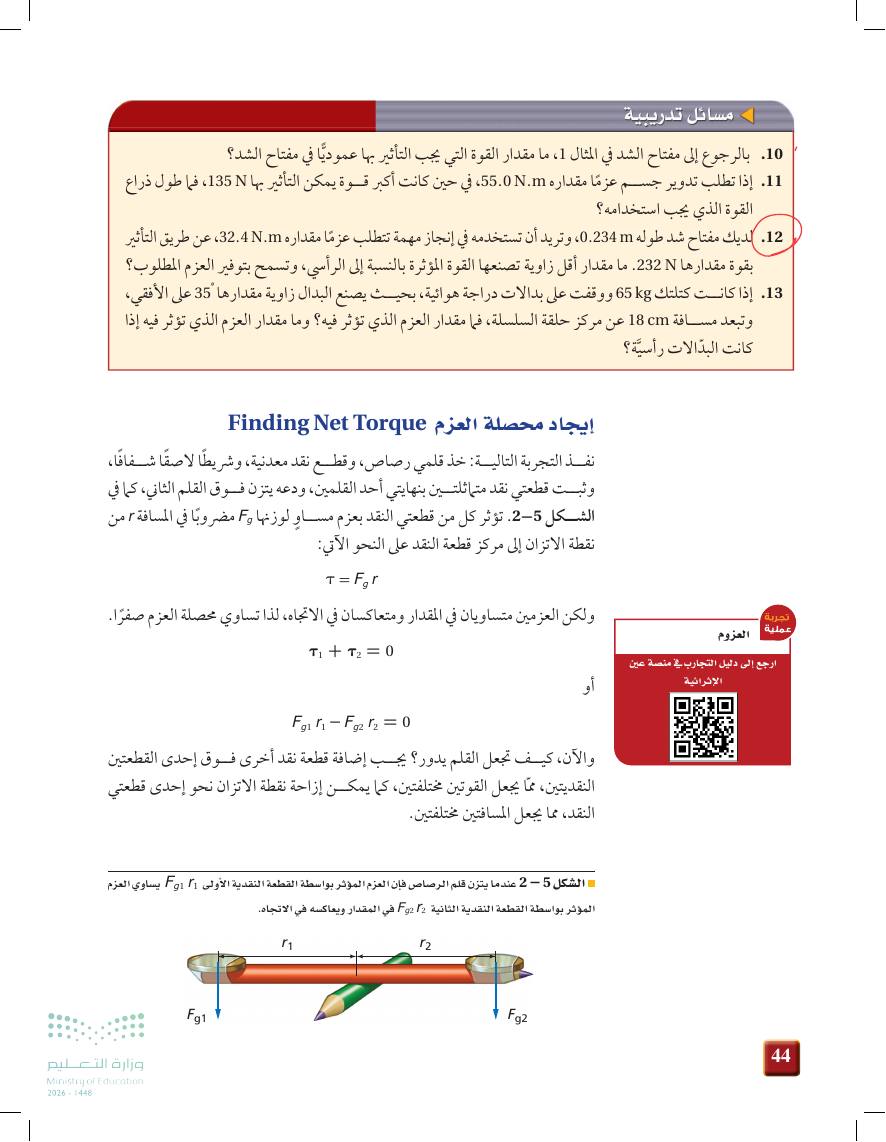 مسائل تدريبية
10. بالرجوع إلى مفتاح الشد في المثال 1، ما مقدار القوة التي يجب التأثير بها عموديًّا في مفتاح الشد؟
11. إذا تطلب تدوير جسم عزمًا مقداره 55.0 N.m، في حين كانت أكبر قوة يمكن التأثير بها 135 N، فما طول ذراع
القوة الذي يجب استخدامه؟
12. لديك مفتاح شد طوله 0.234 m، وتريد أن تستخدمه في إنجاز مهمة تتطلب عزمًا مقداره 32.4 N.m، عن طريق التأثير
بقوة مقدارها 232 N. ما مقدار أقل زاوية تصنعها القوة المؤثرة بالنسبة إلى الرأسي، وتسمح بتوفير العزم المطلوب؟
13. إذا كانت كتلتك 65 kg ووقفت على بدالات دراجة هوائية، بحيث يصنع البدال زاوية مقدارها 35° على الأفقي،
وتبعد مسافة 18 cm عن مركز حلقة السلسلة، فما مقدار العزم الذي تؤثر فيه؟ وما مقدار العزم الذي تؤثر فيه إذا
كانت البدّالات رأسيَّة؟
إيجاد محصلة العزم Finding Net Torque
نفذ التجربة التالية: خذ قلمي رصاص، وقطع نقد معدنية، وشريطًا لاصقًا شفافًا،
وثبت قطعتي نقد متماثلتين بنهايتي أحد القلمين، ودعه يتزن فوق القلم الثاني، كما في
الشكل 5–2. تؤثر كل من قطعتي النقد بعزم مساوٍ لوزنها Fg مضروبًا في المسافة r من
نقطة الاتزان إلى مركز قطعة النقد على النحو الآتي:
τ = Fg r
ولكن العزمين متساويان في المقدار ومتعاكسان في الاتجاه، لذا تساوي محصلة العزم صفرًا.
τ1 + τ2 = 0
أو
Fg1 r1 – Fg2 r2 = 0
والآن، كيف تجعل القلم يدور؟ يجب إضافة قطعة نقد أخرى فوق إحدى القطعتين
النقديتين، ممّا يجعل القوتين مختلفتين، كما يمكن إزاحة نقطة الاتزان نحو إحدى قطعتي
النقد، مما يجعل المسافتين مختلفتين.
تجربة
عملية
العزوم
ارجع إلى دليل التجارب في منصة عين
الاثرائية
الشكل 5 – 2 عندما يتزن قلم الرصاص فإن العزم المؤثر بواسطة القطعة النقدية الأولى Fg1 r1 يساوي العزم
المؤثر بواسطة القطعة النقدية الثانية Fg2 r2 في المقدار ويعاكسه في الاتجاه.
r1 r2
Fg1 Fg2
وزارة التعليم
Ministry of Education
2026 - 1448
44